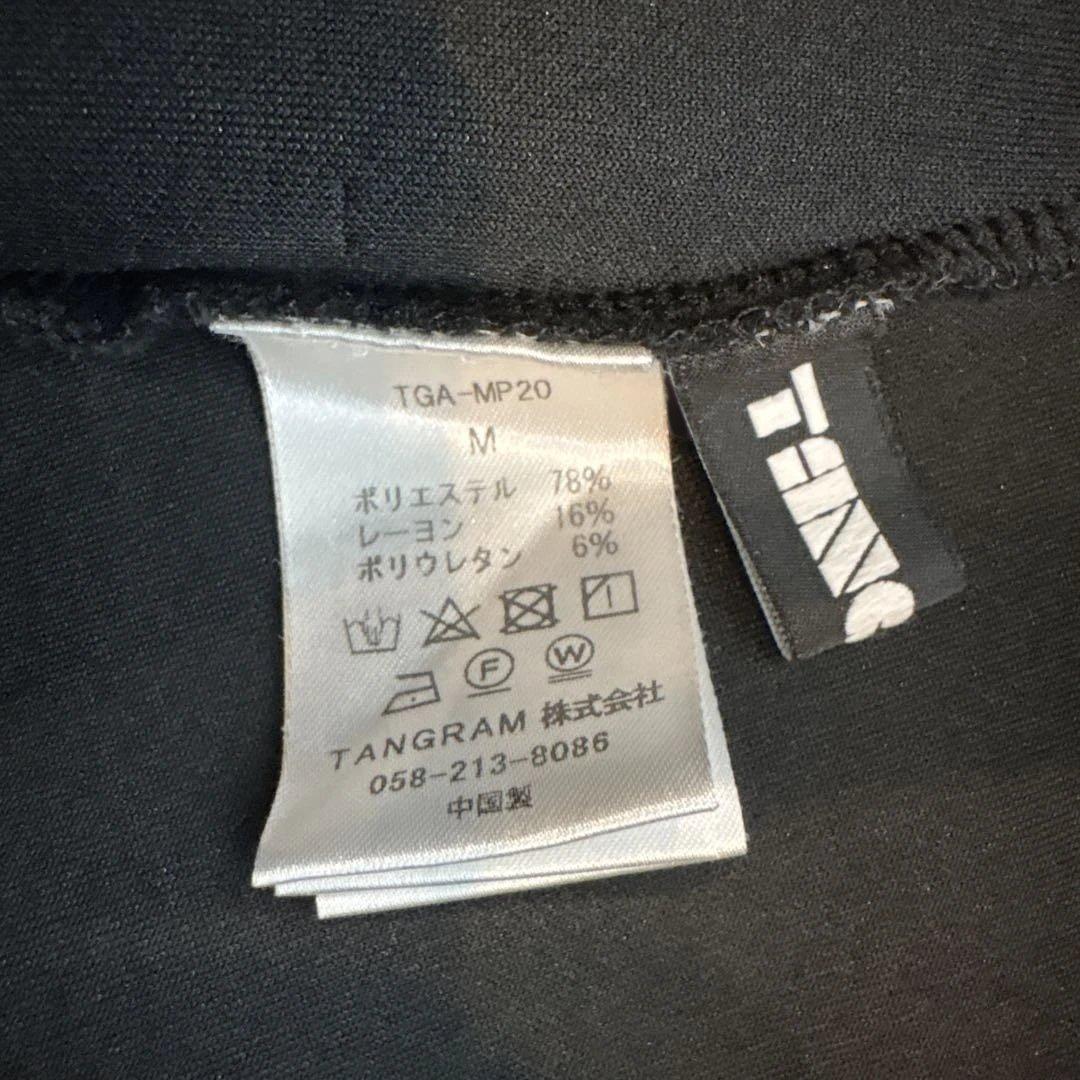 TGA-MP20
M
ポリエステル 78%
レーヨン 16%
ポリウレタン 6%
F W
TANGRAM 株式会社
058-213-8086
中国製
TANG